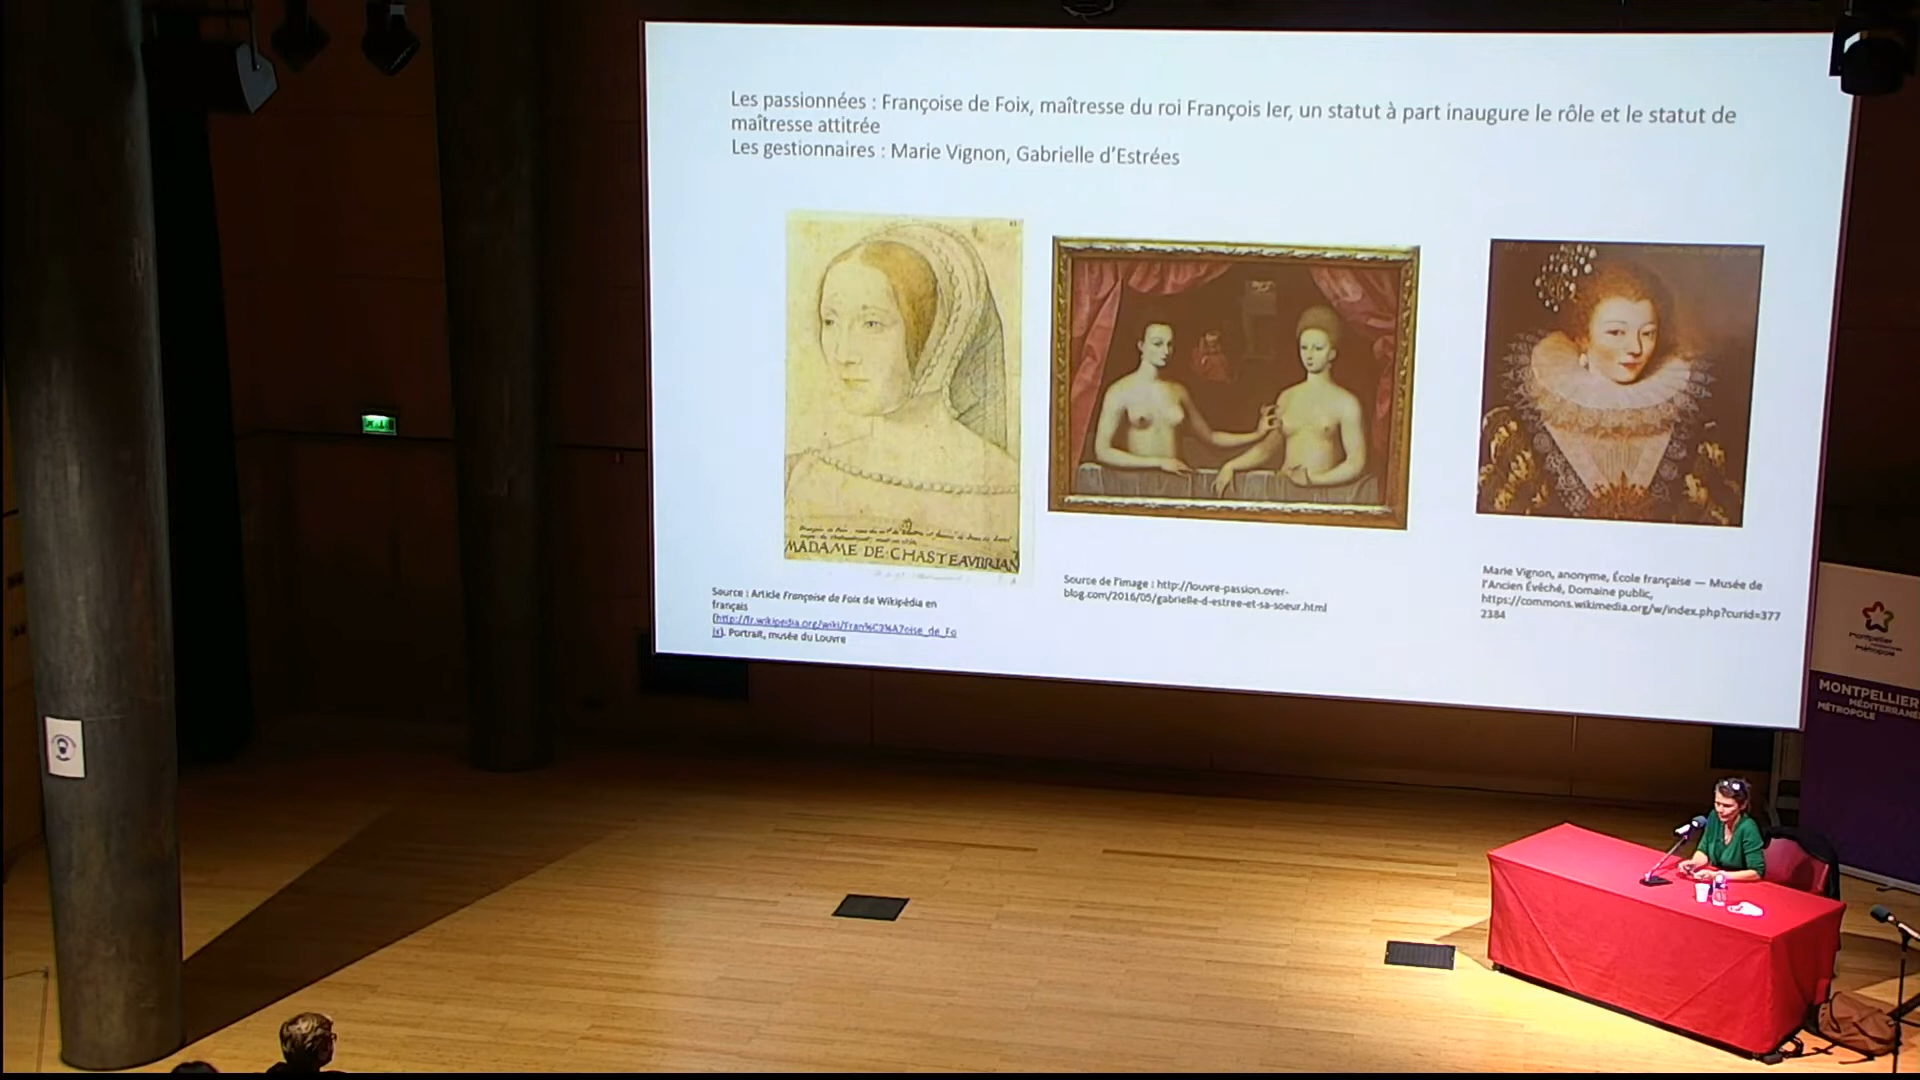 Les passionnées : Françoise de Foix, maîtresse du roi François Ier, un statut à part inaugure le rôle et le statut de
maîtresse attitrée
Les gestionnaires : Marie Vignon, Gabrielle d'Estrées
MADAME DE CHASTEAVBRIAN
Source : Article Françoise de Foix de Wikipédia en
français
(http://fr.wikipedia.org/wiki/Fran%C3%A7oise_de_Fo
ix). Portrait, musée du Louvre
Source de l'image : http://louvre-passion.over-
blog.com/2016/05/gabrielle-d-estree-et-sa-soeur.html
Marie Vignon, anonyme, École française — Musée de
l'Ancien Évêché, Domaine public,
https://commons.wikimedia.org/w/index.php?curid=377
2384
Montpellier
Métropole
MONTPELLIER
MÉDITERRANÉ
MÉTROPOLE